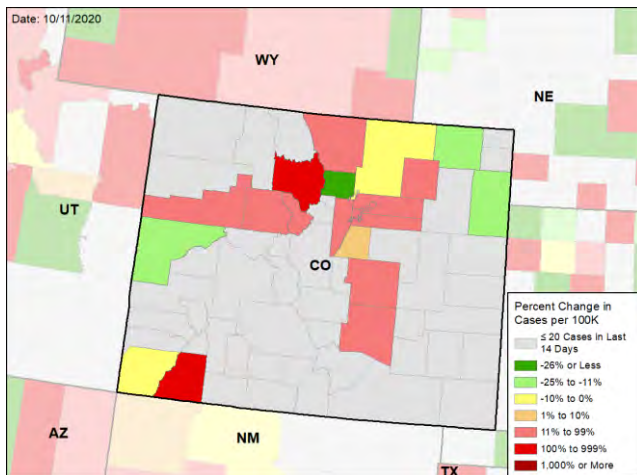 Date: 10/11/2020
WY
NE
UT
CO
AZ
NM
TX
Percent Change in
Cases per 100K
≤ 20 Cases in Last
14 Days
-26% or Less
-25% to -11%
-10% to 0%
1% to 10%
11% to 99%
100% to 999%
1,000% or More